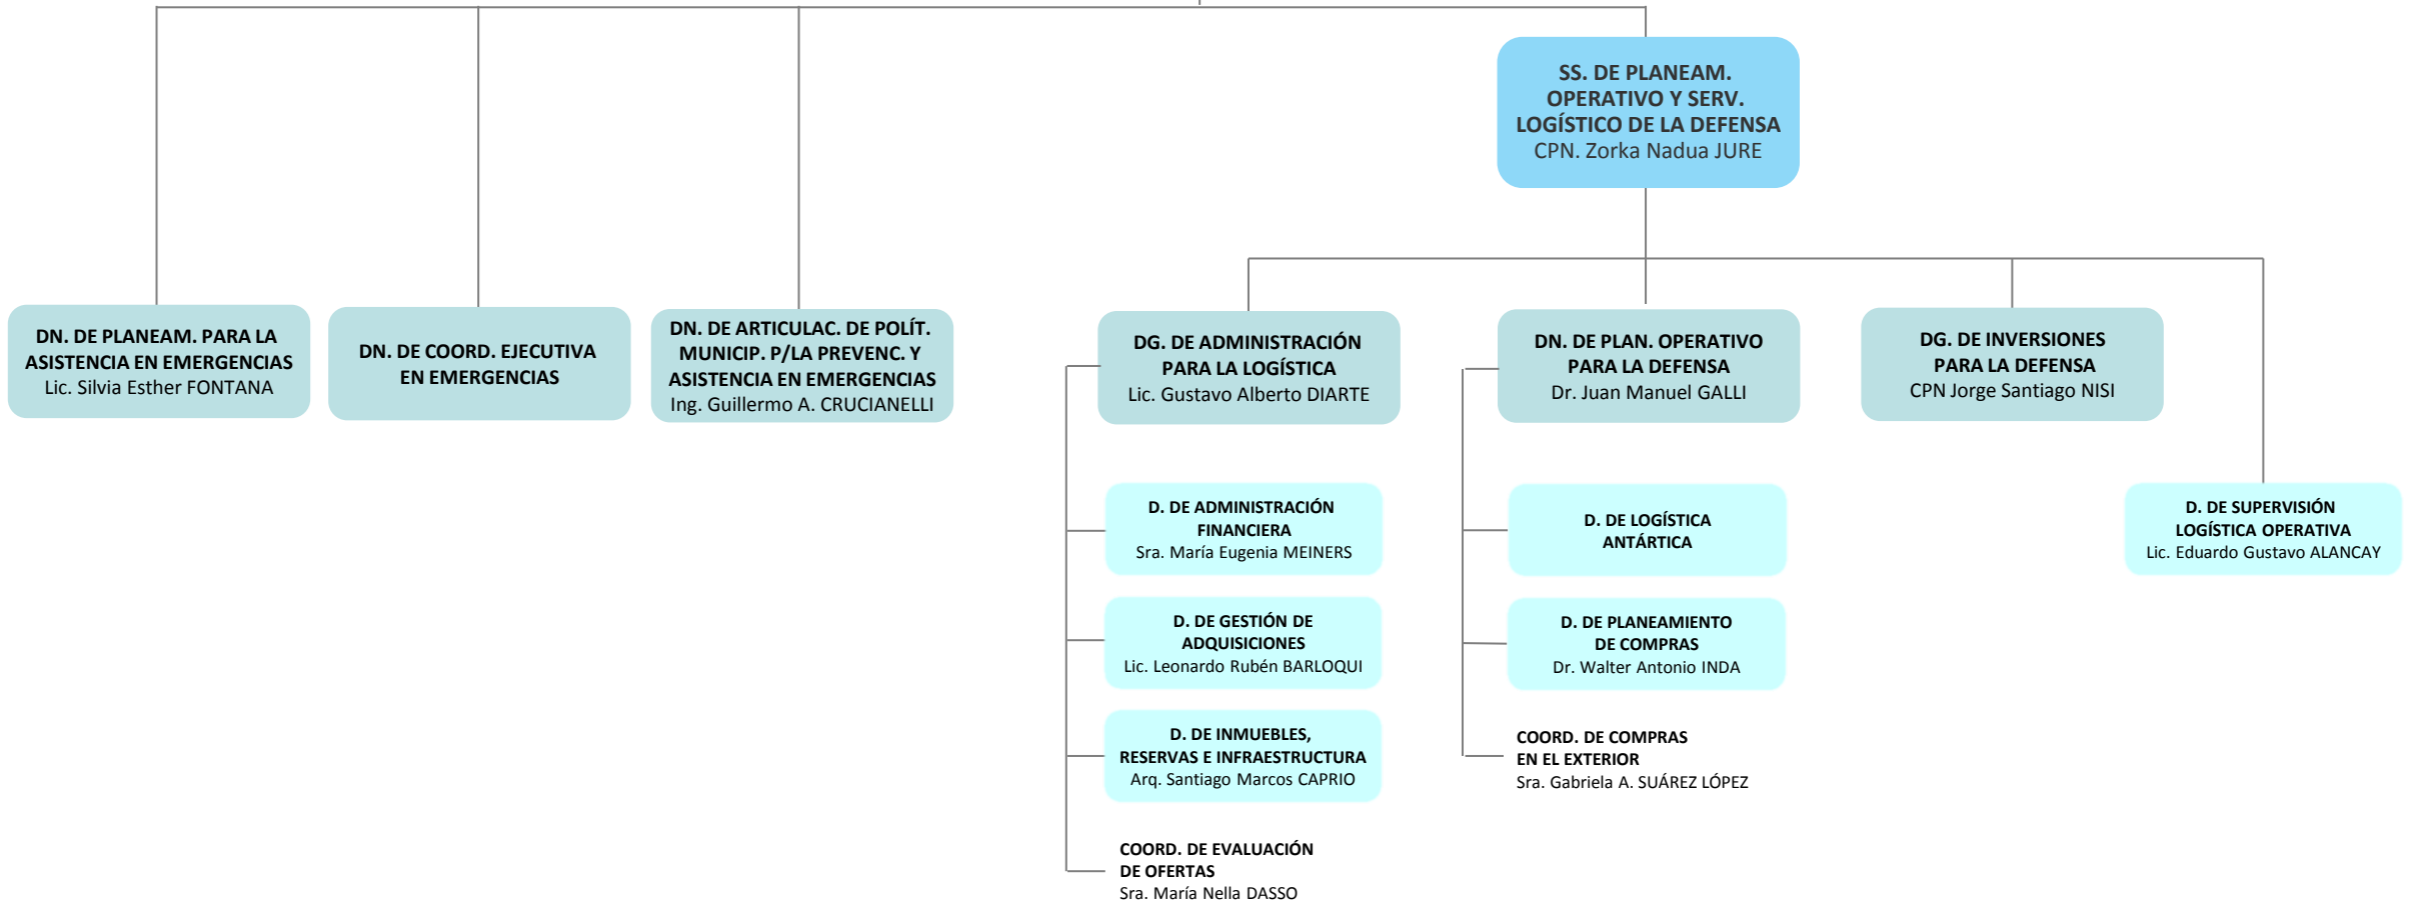 SS. DE PLANEAM.
OPERATIVO Y SERV.
LOGÍSTICO DE LA DEFENSA
CPN. Zorka Nadua JURE
DN. DE PLANEAM. PARA LA
ASISTENCIA EN EMERGENCIAS
Lic. Silvia Esther FONTANA
DN. DE COORD. EJECUTIVA
EN EMERGENCIAS
DN. DE ARTICULAC. DE POLÍT.
MUNICIP. P/LA PREVENC. Y
ASISTENCIA EN EMERGENCIAS
Ing. Guillermo A. CRUCIANELLI
DG. DE ADMINISTRACIÓN
PARA LA LOGÍSTICA
Lic. Gustavo Alberto DIARTE
DN. DE PLAN. OPERATIVO
PARA LA DEFENSA
Dr. Juan Manuel GALLI
DG. DE INVERSIONES
PARA LA DEFENSA
CPN Jorge Santiago NISI
D. DE ADMINISTRACIÓN
FINANCIERA
Sra. María Eugenia MEINERS
D. DE LOGÍSTICA
ANTÁRTICA
D. DE SUPERVISIÓN
LOGÍSTICA OPERATIVA
Lic. Eduardo Gustavo ALANCAY
D. DE GESTIÓN DE
ADQUISICIONES
Lic. Leonardo Rubén BARLOQUI
D. DE PLANEAMIENTO
DE COMPRAS
Dr. Walter Antonio INDA
D. DE INMUEBLES,
RESERVAS E INFRAESTRUCTURA
Arq. Santiago Marcos CAPRIO
COORD. DE COMPRAS
EN EL EXTERIOR
Sra. Gabriela A. SUÁREZ LÓPEZ
COORD. DE EVALUACIÓN
DE OFERTAS
Sra. María Nella DASSO